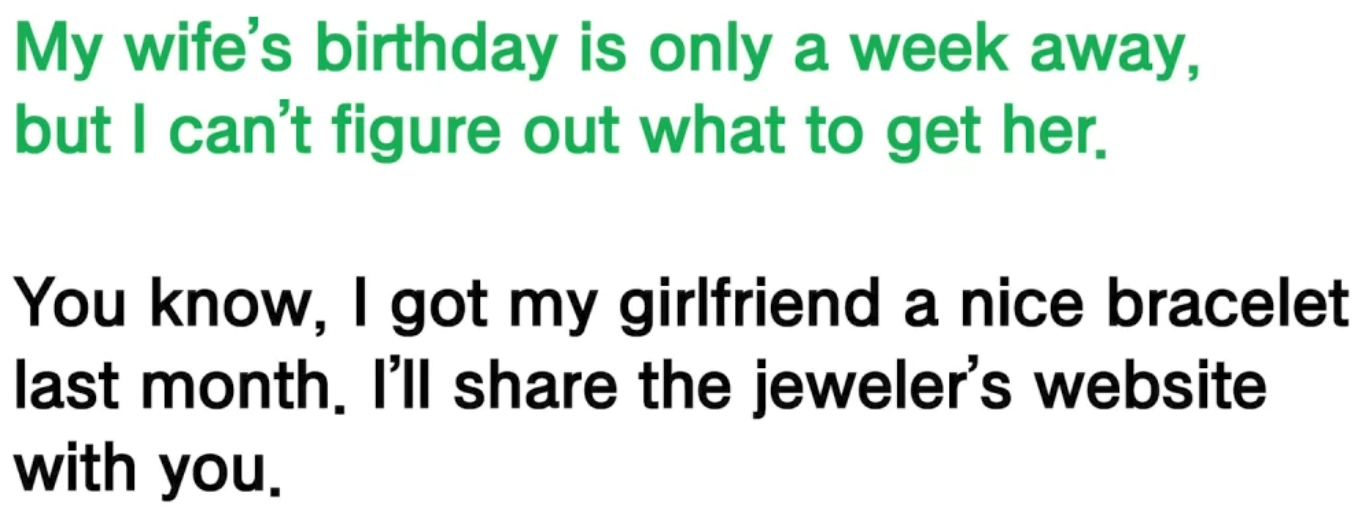 My wife’s birthday is only a week away,
but I can’t figure out what to get her.
You know, I got my girlfriend a nice bracelet
last month. I’ll share the jeweler’s website
with you.